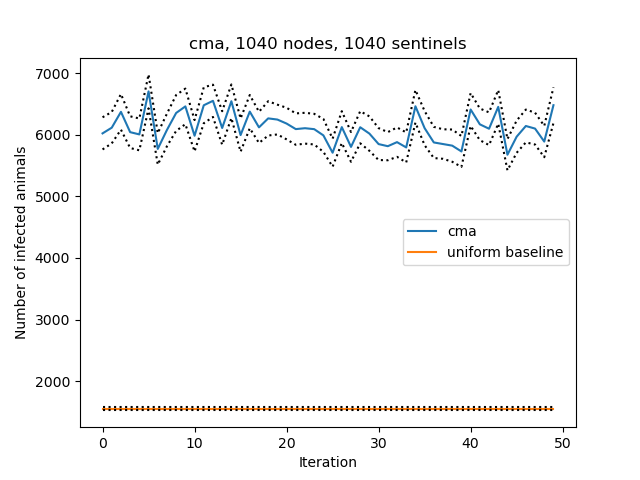 cma, 1040 nodes, 1040 sentinels
7000
6000
5000
4000
3000
2000
Number of infected animals
cma
uniform baseline
0
10
20
30
40
50
Iteration